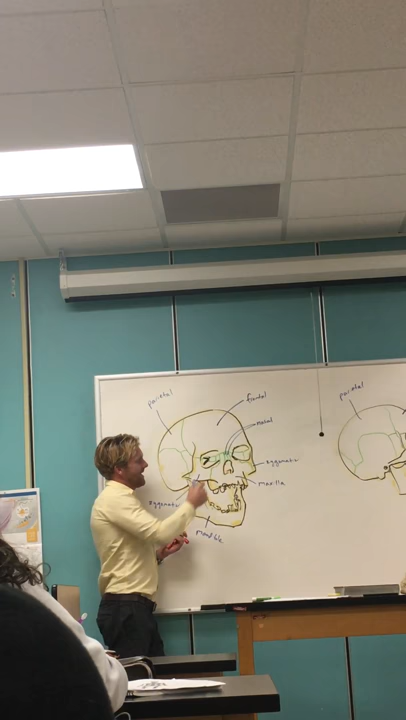 parietal
frontal
nasal
zygomatic
maxilla
zygomatic
mandible
parietal